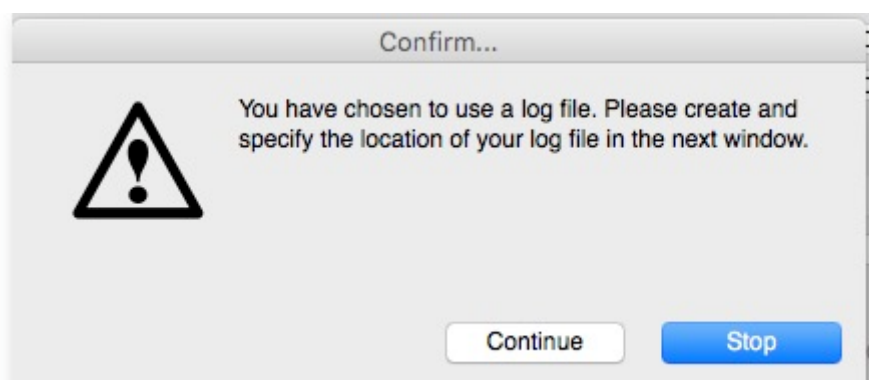 Confirm...
You have chosen to use a log file. Please create and
specify the location of your log file in the next window.
Continue
Stop